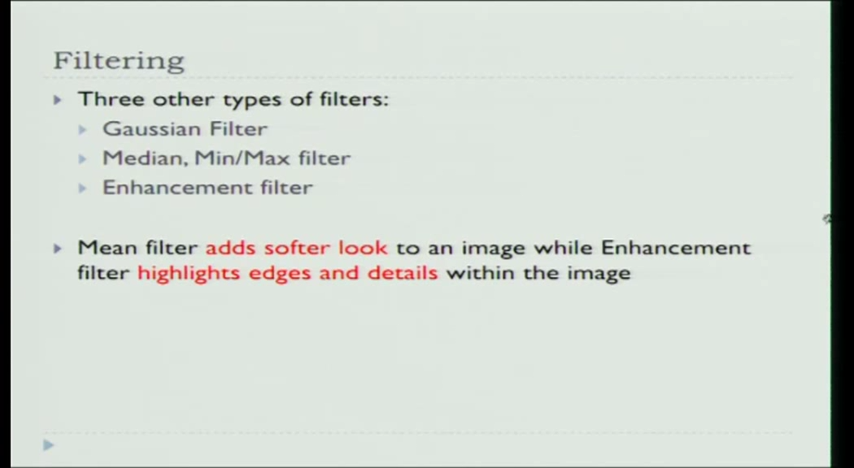 Filtering
Three other types of filters:
Gaussian Filter
Median, Min/Max filter
Enhancement filter
Mean filter adds softer look to an image while Enhancement
filter highlights edges and details within the image